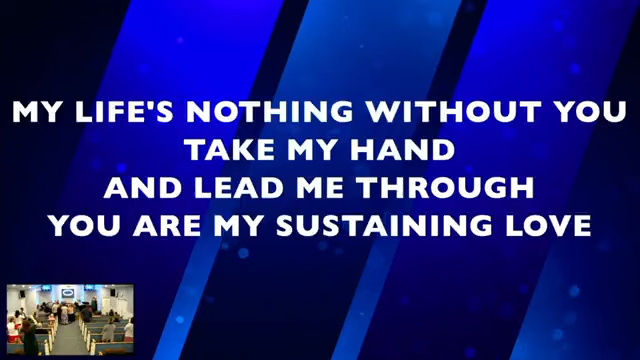 MY LIFE'S NOTHING WITHOUT YOU
TAKE MY HAND
AND LEAD ME THROUGH
YOU ARE MY SUSTAINING LOVE